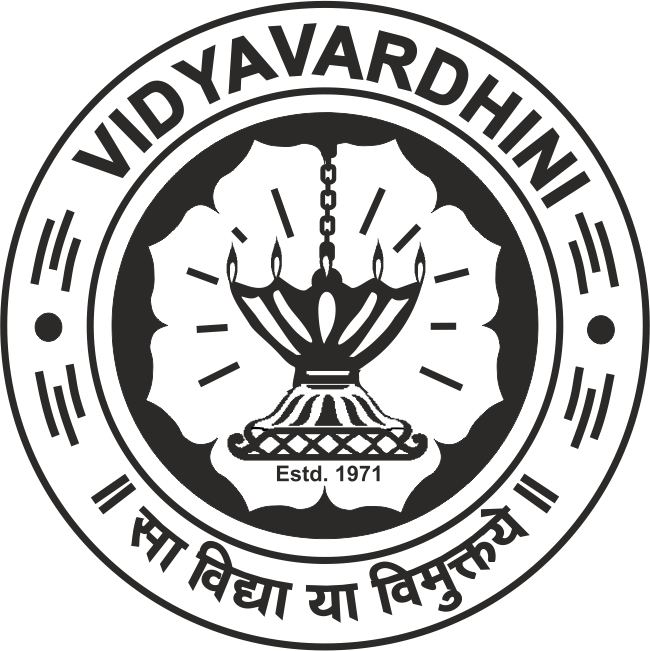 VIDYAVARDHINI
Estd. 1971
॥ सा विद्या या विमुक्तये ॥